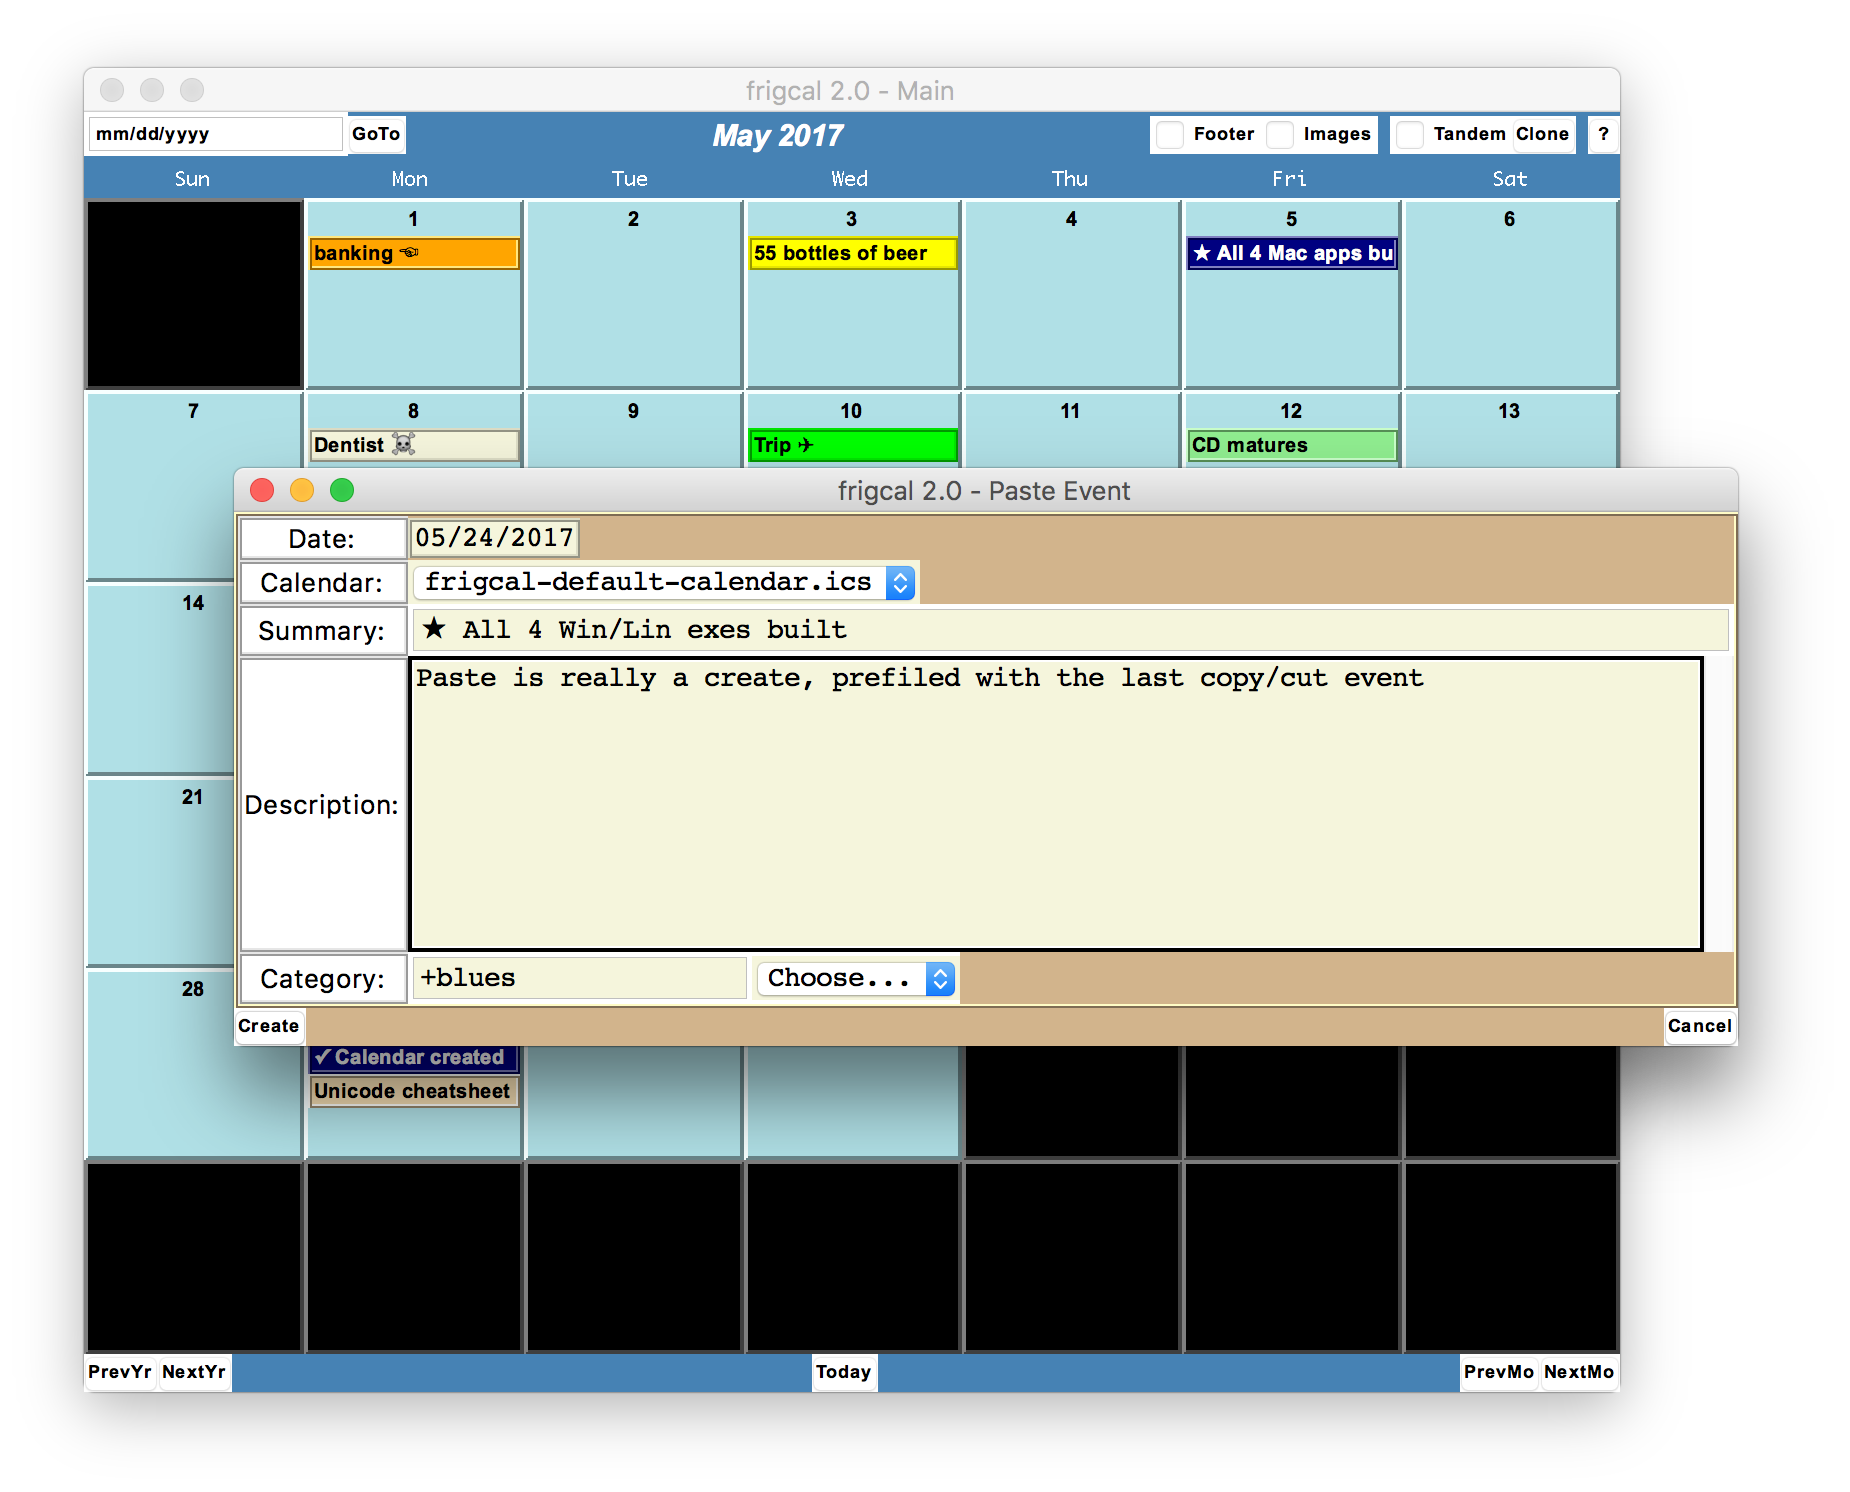 frigcal 2.0 - Main
mm/dd/yyyy GoTo May 2017 Footer Images Tandem Clone ?
Sun Mon Tue Wed Thu Fri Sat
1 2 3 4 5 6
banking ☜ 55 bottles of beer ★ All 4 Mac apps bu
7 8 9 10 11 12 13
Dentist ☠ Trip ✈ CD matures
frigcal 2.0 - Paste Event
Date: 05/24/2017
Calendar: frigcal-default-calendar.ics
14
Summary: ★ All 4 Win/Lin exes built
Paste is really a create, prefiled with the last copy/cut event
21
Description:
Category: +blues Choose...
28
Create Cancel
✓ Calendar created
Unicode cheatsheet
PrevYr NextYr Today PrevMo NextMo